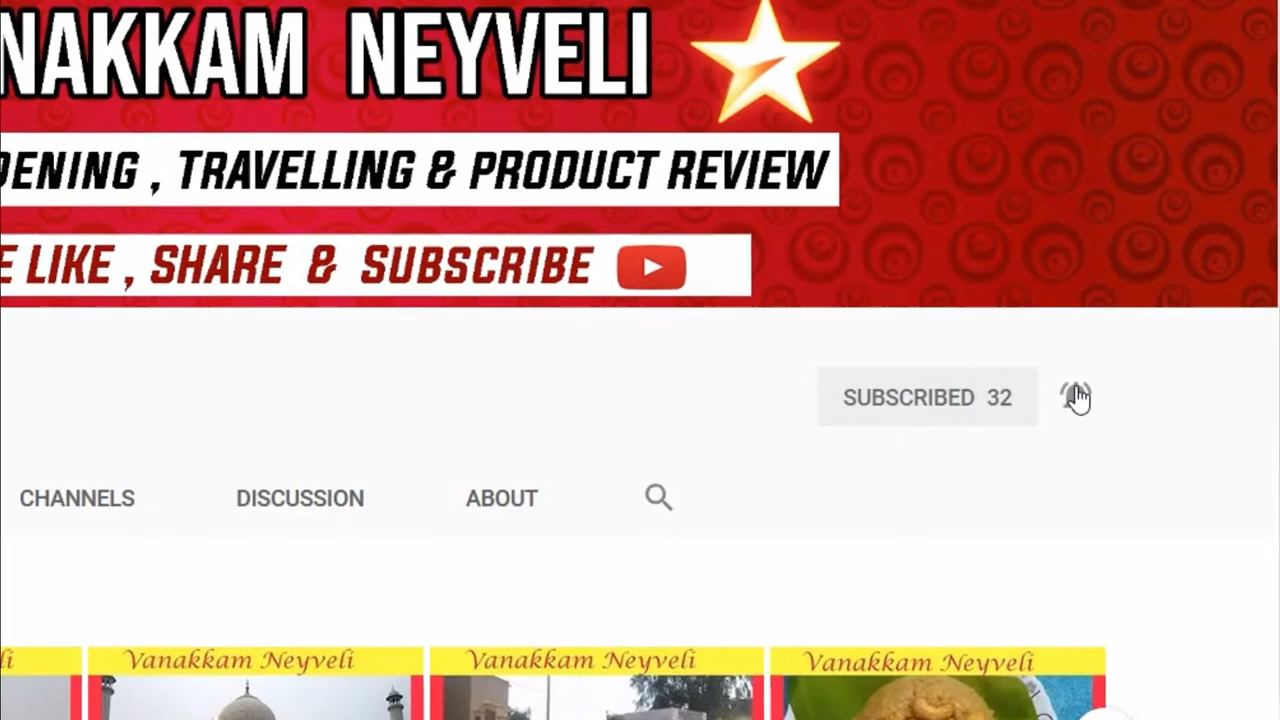 NAKKAM NEYVELI
DENING , TRAVELLING & PRODUCT REVIEW
E LIKE , SHARE & SUBSCRIBE
SUBSCRIBED 32
CHANNELS DISCUSSION ABOUT
li Vanakkam Neyveli Vanakkam Neyveli Vanakkam Neyveli